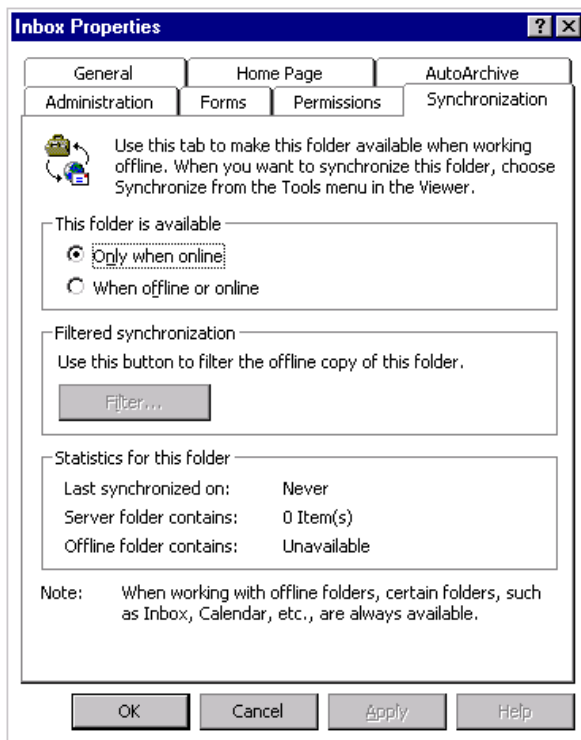 Inbox Properties
General Home Page AutoArchive
Administration Forms Permissions Synchronization
Use this tab to make this folder available when working
offline. When you want to synchronize this folder, choose
Synchronize from the Tools menu in the Viewer.
This folder is available
Only when online
When offline or online
Filtered synchronization
Use this button to filter the offline copy of this folder.
Filter...
Statistics for this folder
Last synchronized on: Never
Server folder contains: 0 Item(s)
Offline folder contains: Unavailable
Note: When working with offline folders, certain folders, such
as Inbox, Calendar, etc., are always available.
OK Cancel Apply Help